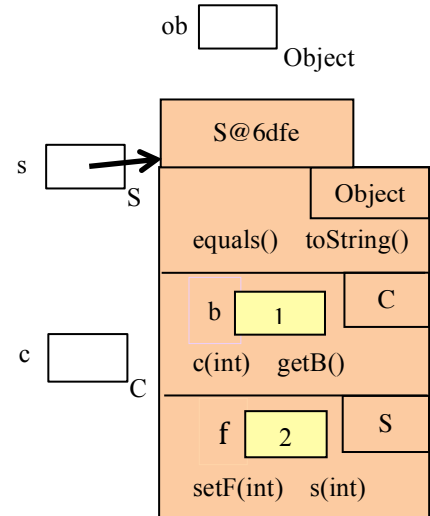 ob
Object
S@6dfe
s
S
Object
equals() toString()
b 1 C
c
C
c(int) getB()
f 2 S
setF(int) s(int)